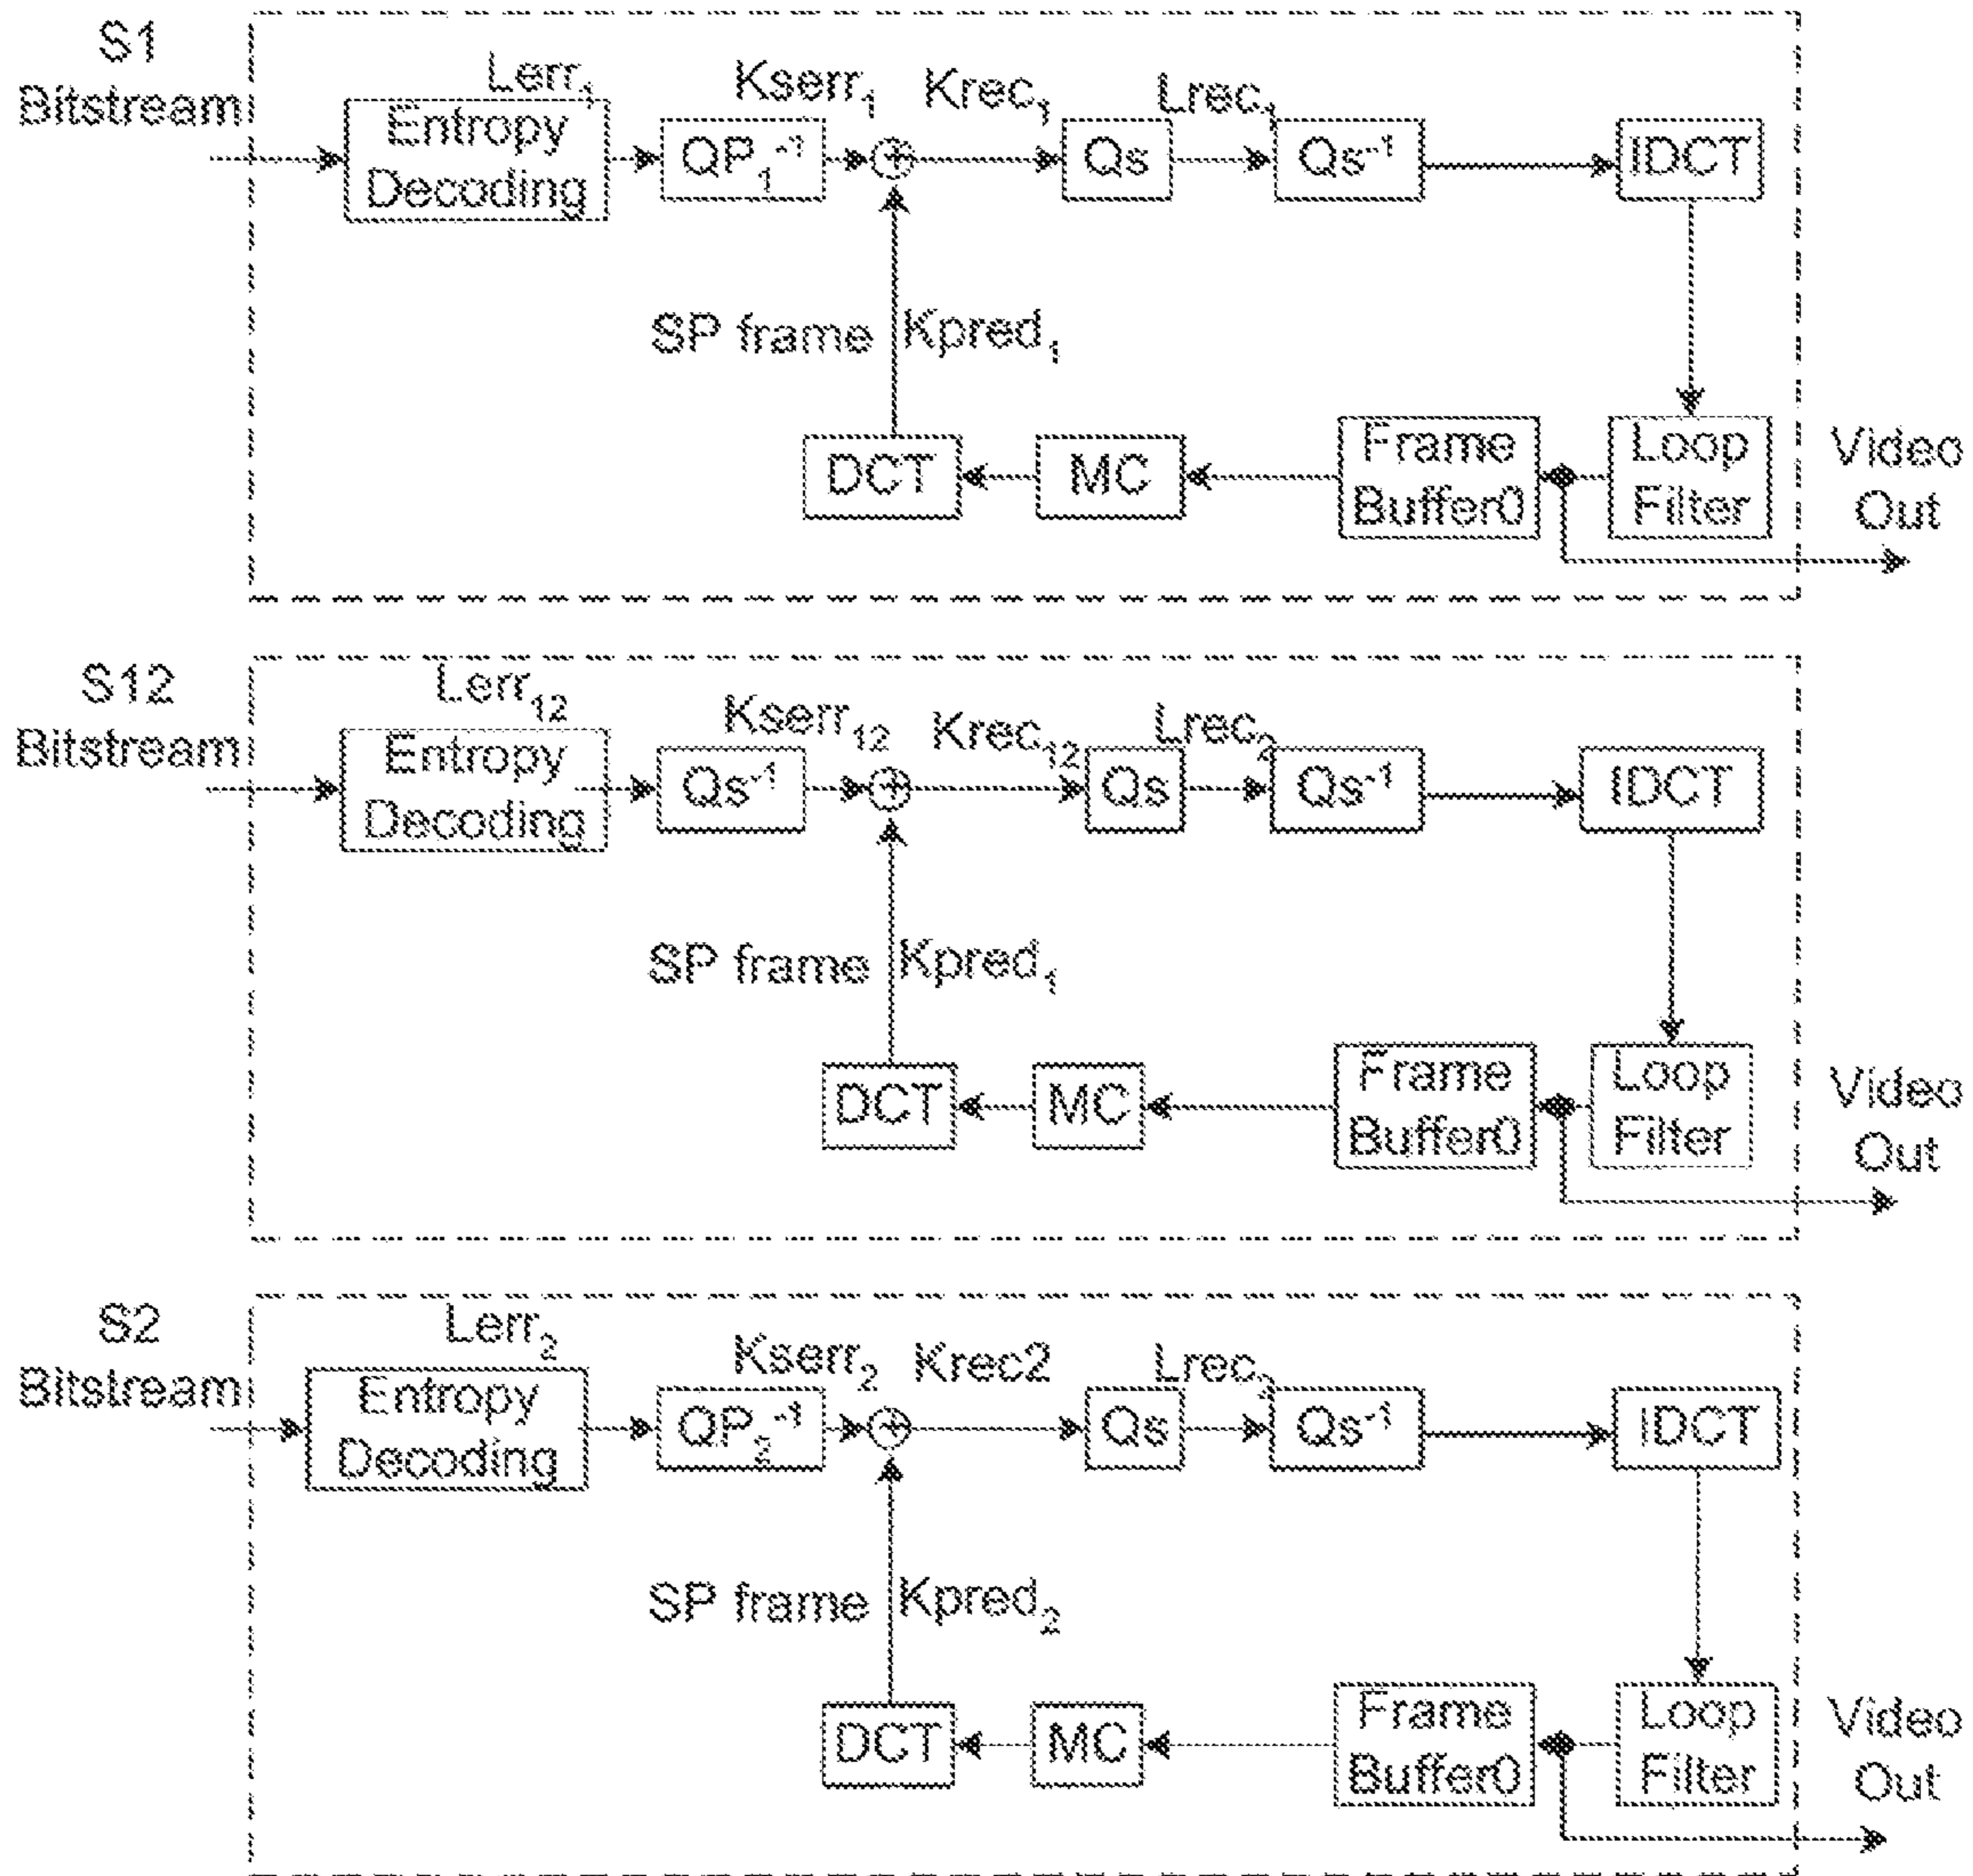 S1
Bitstream
Lerr₁
Kserr₁
Krec₁
Lrec₁
Entropy
Decoding
QP₁⁻¹
+
Qs
Qs⁻¹
IDCT
SP frame
Kpred₁
DCT
MC
Frame
Buffer0
Loop
Filter
Video
Out
S12
Bitstream
Lerr₁₂
Kserr₁₂
Krec₁₂
Lrec₂
Entropy
Decoding
Qs⁻¹
+
Qs
Qs⁻¹
IDCT
SP frame
Kpred₁
DCT
MC
Frame
Buffer0
Loop
Filter
Video
Out
S2
Bitstream
Lerr₂
Kserr₂
Krec2
Entropy
Decoding
QP₂⁻¹
+
Qs
Qs⁻¹
IDCT
SP frame
Kpred₂
DCT
MC
Frame
Buffer0
Loop
Filter
Video
Out